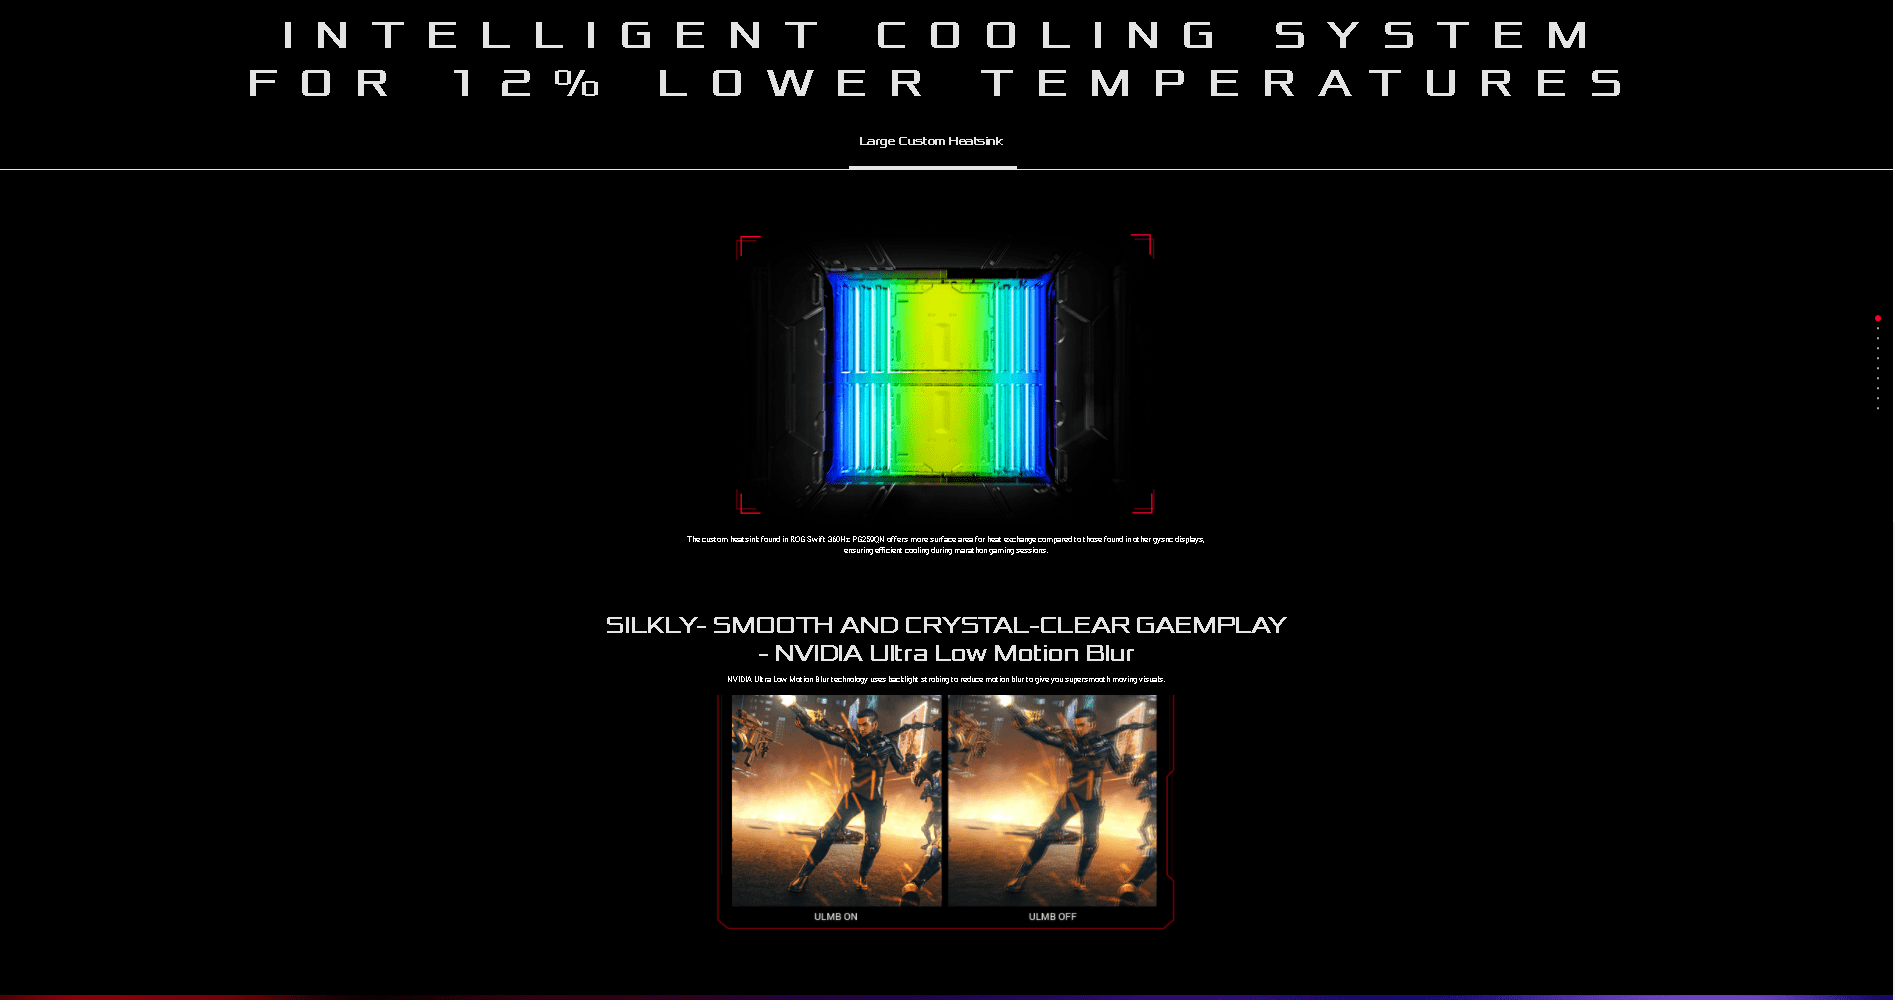 INTELLIGENT COOLING SYSTEM
FOR 12% LOWER TEMPERATURES
Large Custom Heatsink
The custom heatsink found in ROG Swift 360Hz PG259QN offers more surface area for heat exchange compared to those found in other gysnc displays,
ensuring efficient cooling during marathon gaming sessions.
SILKLY- SMOOTH AND CRYSTAL-CLEAR GAEMPLAY
- NVIDIA Ultra Low Motion Blur
NVIDIA Ultra Low Motion Blur technology uses backlight strobing to reduce motion blur to give you supersmooth moving visuals.
ULMB ON
ULMB OFF